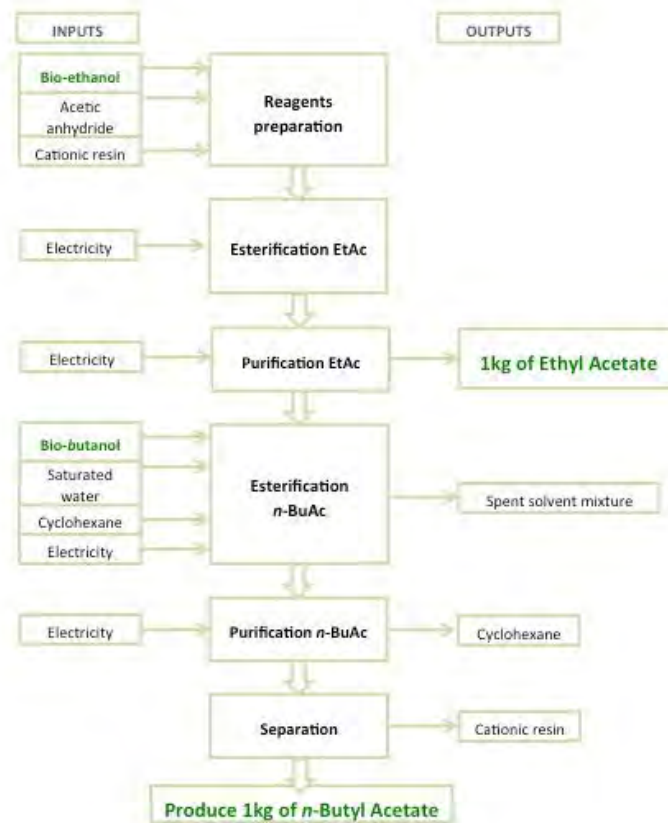 INPUTS
OUTPUTS
Bio-ethanol
Acetic
anhydride
Cationic resin
Reagents
preparation
Electricity
Esterification EtAc
Electricity
Purification EtAc
1kg of Ethyl Acetate
Bio-butanol
Saturated
water
Cyclohexane
Electricity
Esterification
n-BuAc
Spent solvent mixture
Electricity
Purification n-BuAc
Cyclohexane
Separation
Cationic resin
Produce 1kg of n-Butyl Acetate